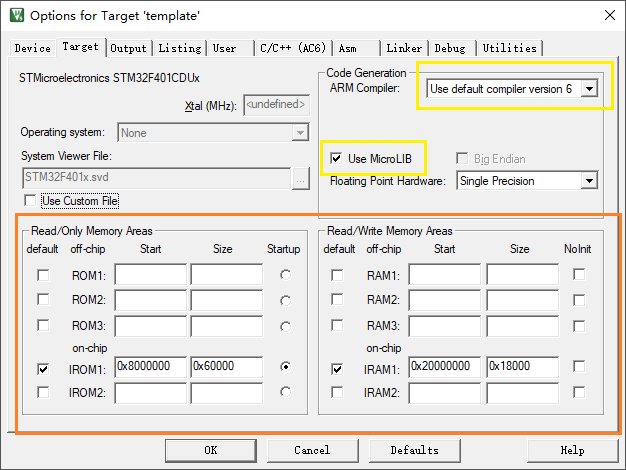 Options for Target 'template'
Device Target Output Listing User C/C++ (AC6) Asm Linker Debug Utilities
STMicroelectronics STM32F401CDUx
Xtal (MHz): <undefined>
Operating system: None
System Viewer File:
STM32F401x.svd ...
Use Custom File
Code Generation
ARM Compiler: Use default compiler version 6
Use MicroLIB Big Endian
Floating Point Hardware: Single Precision
Read/Only Memory Areas
default off-chip Start Size Startup
ROM1:
ROM2:
ROM3:
on-chip
IROM1: 0x8000000 0x60000
IROM2:
Read/Write Memory Areas
default off-chip Start Size NoInit
RAM1:
RAM2:
RAM3:
on-chip
IRAM1: 0x20000000 0x18000
IRAM2:
OK Cancel Defaults Help